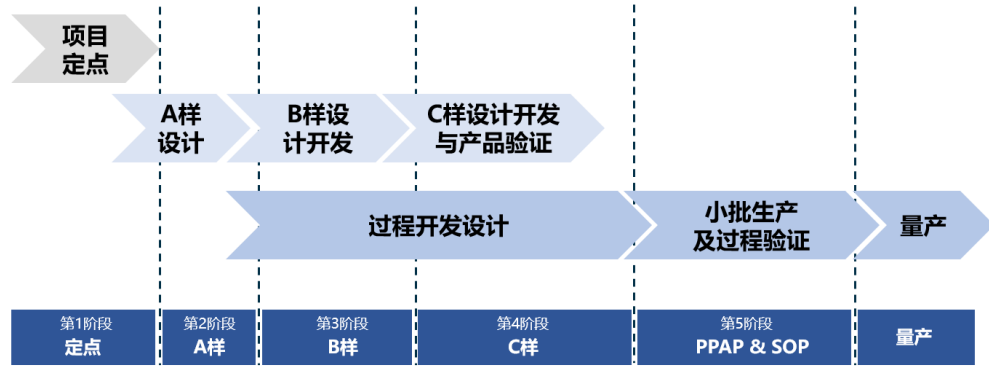 项目
定点
A样
设计
B样设
计开发
C样设计开发
与产品验证
过程开发设计
小批生产
及过程验证
量产
第1阶段
定点
第2阶段
A样
第3阶段
B样
第4阶段
C样
第5阶段
PPAP & SOP
量产